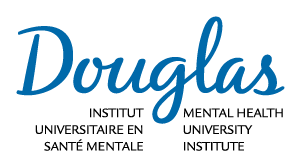 Douglas
INSTITUT
UNIVERSITAIRE EN
SANTÉ MENTALE
MENTAL HEALTH
UNIVERSITY
INSTITUTE